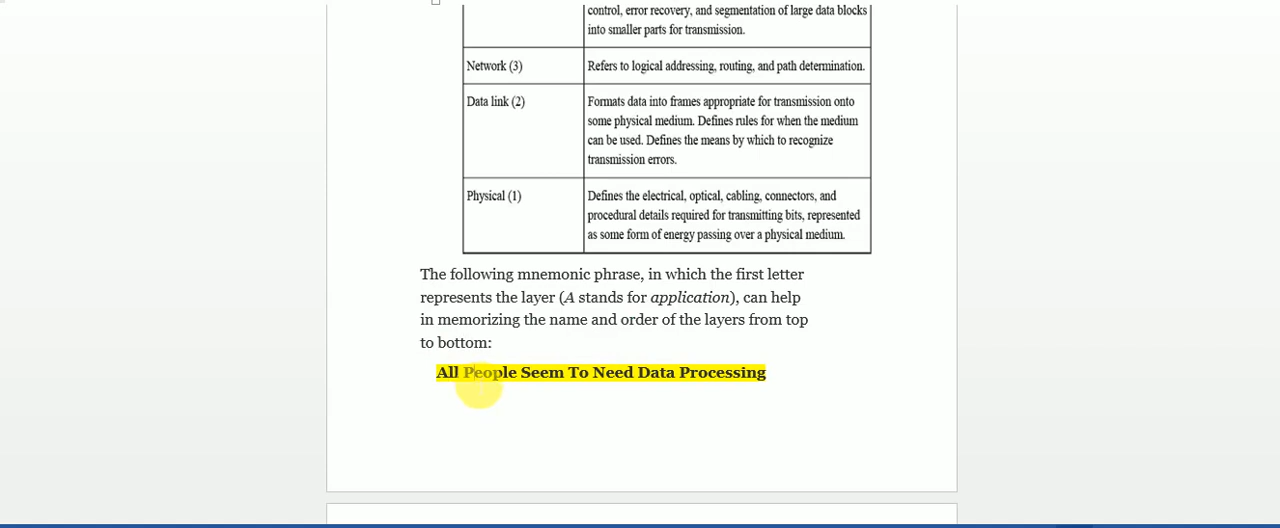 control, error recovery, and segmentation of large data blocks
into smaller parts for transmission.
Network (3)
Refers to logical addressing, routing, and path determination.
Data link (2)
Formats data into frames appropriate for transmission onto
some physical medium. Defines rules for when the medium
can be used. Defines the means by which to recognize
transmission errors.
Physical (1)
Defines the electrical, optical, cabling, connectors, and
procedural details required for transmitting bits, represented
as some form of energy passing over a physical medium.
The following mnemonic phrase, in which the first letter
represents the layer (A stands for application), can help
in memorizing the name and order of the layers from top
to bottom:
All People Seem To Need Data Processing